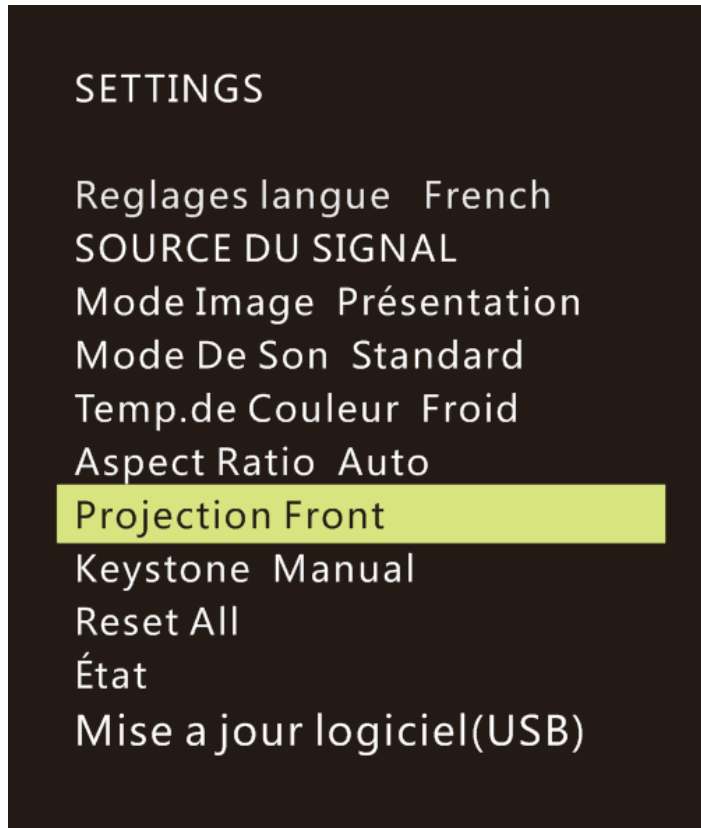 SETTINGS
Reglages langue French
SOURCE DU SIGNAL
Mode Image Présentation
Mode De Son Standard
Temp.de Couleur Froid
Aspect Ratio Auto
Projection Front
Keystone Manual
Reset All
État
Mise a jour logiciel(USB)